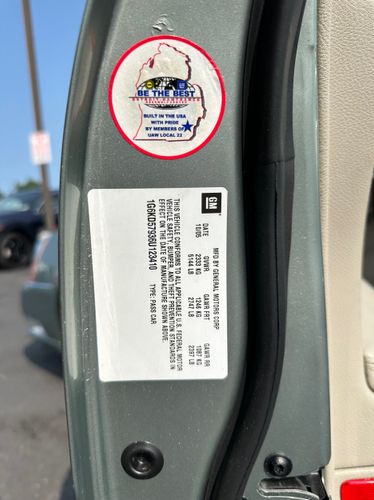 BE THE BEST
BUILT IN THE USA
WITH PRIDE
BY MEMBERS OF
UAW LOCAL 22
GM
MFD BY GENERAL MOTORS CORP
DATE GVWR GAWR FRT GAWR RR
10/05 2333 KG 1246 KG 1087 KG
5144 LB 2747 LB 2397 LB
THIS VEHICLE CONFORMS TO ALL APPLICABLE U.S. FEDERAL MOTOR
VEHICLE SAFETY, BUMPER, AND THEFT PREVENTION STANDARDS IN
EFFECT ON THE DATE OF MANUFACTURE SHOWN ABOVE.
1G6KD57936U123410 TYPE: PASS CAR